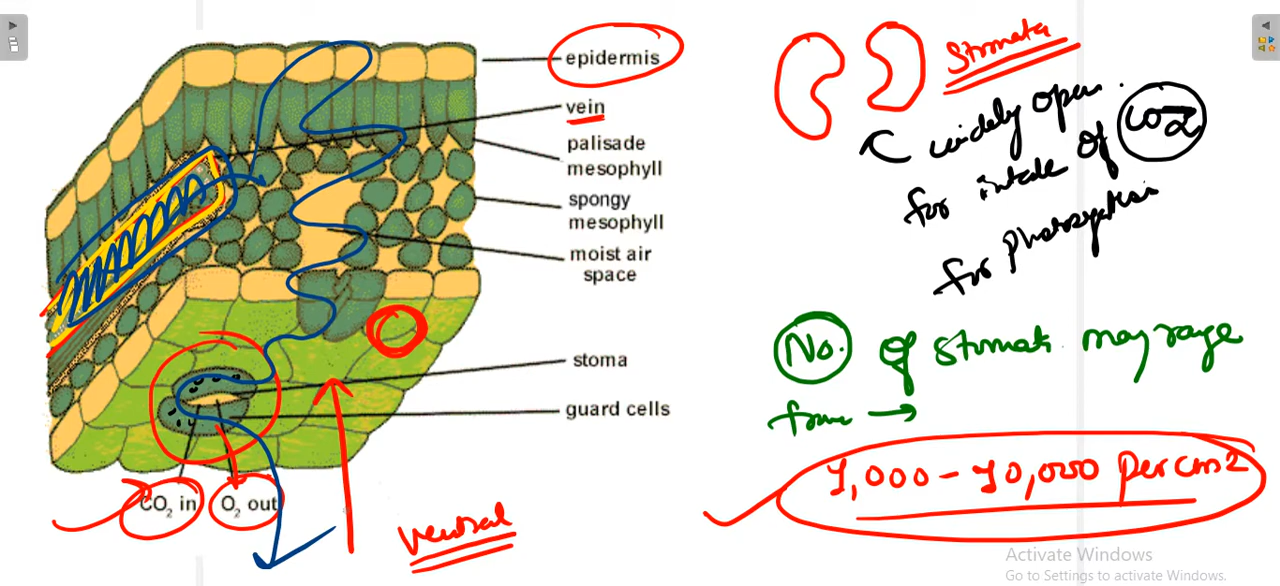 epidermis
vein
palisade
mesophyll
spongy
mesophyll
moist air
space
stoma
guard cells
CO₂ in
O₂ out
ventral
Stomata
widely open
for intake of CO2
for
No. of stomata may range
from →
1,000 - 10,000 per cm2
Activate Windows
Go to Settings to activate Windows.